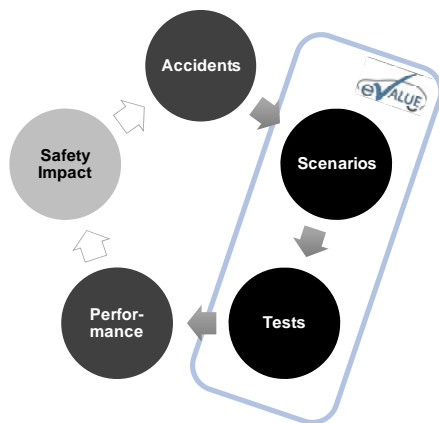 Accidents
eVALUE
Safety
Impact
Scenarios
Perfor-
mance
Tests